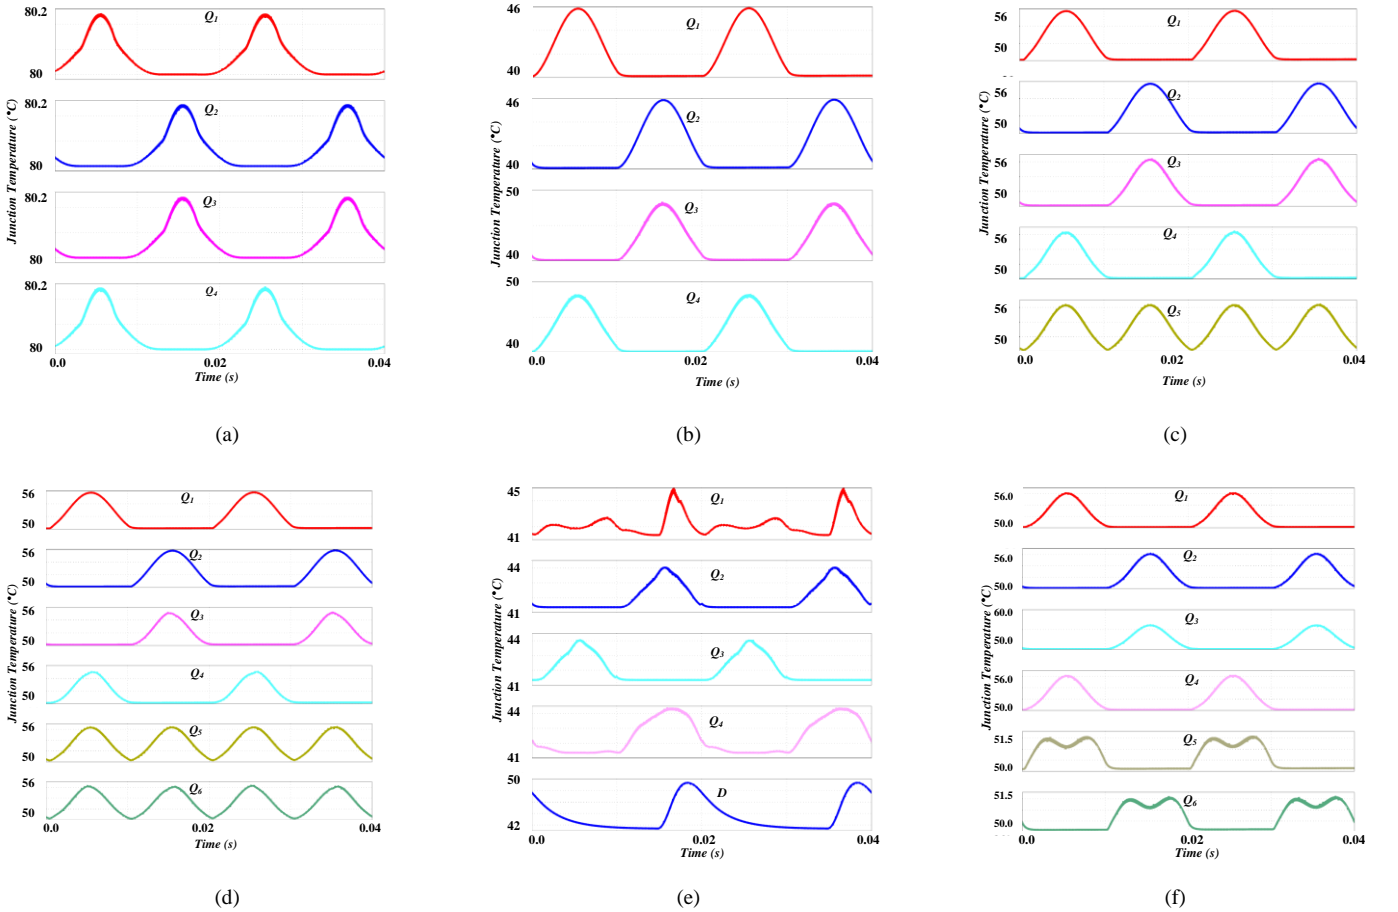 80.2
Q1
80
80.2
Q2
80
80.2
Q3
80
80.2
Q4
80
0.0
0.02
0.04
Time (s)
Junction Temperature (°C)
(a)
46
Q1
40
46
Q2
40
50
Q3
40
50
Q4
40
0.0
0.02
0.04
Time (s)
Junction Temperature (°C)
(b)
56
Q1
50
56
Q2
50
56
Q3
50
56
Q4
50
56
Q5
50
0.0
0.02
0.04
Time (s)
Junction Temperature (°C)
(c)
56
Q1
50
56
Q2
50
56
Q3
50
56
Q4
50
56
Q5
50
56
Q6
50
0.0
0.02
0.04
Time (s)
Junction Temperature (°C)
(d)
45
Q1
41
44
Q2
41
44
Q3
41
44
Q4
41
50
D
42
0.0
0.02
0.04
Time (s)
Junction Temperature (°C)
(e)
56.0
Q1
50.0
56.0
Q2
50.0
60.0
Q3
50.0
56.0
Q4
50.0
51.5
Q5
50.0
51.5
Q6
50.0
0.0
0.02
0.04
Time (s)
Junction Temperature (°C)
(f)